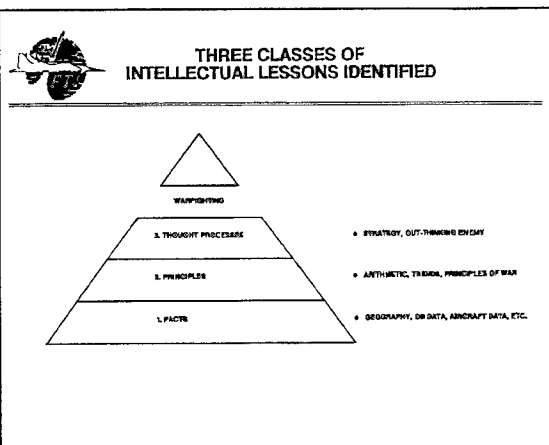 THREE CLASSES OF
INTELLECTUAL LESSONS IDENTIFIED
WARFIGHTING
3. THOUGHT PROCESSES
• STRATEGY, OUT-THINKING ENEMY
2. PRINCIPLES
• ARITHMETIC, TRENDS, PRINCIPLES OF WAR
1. FACTS
• GEOGRAPHY, OB DATA, AIRCRAFT DATA, ETC.